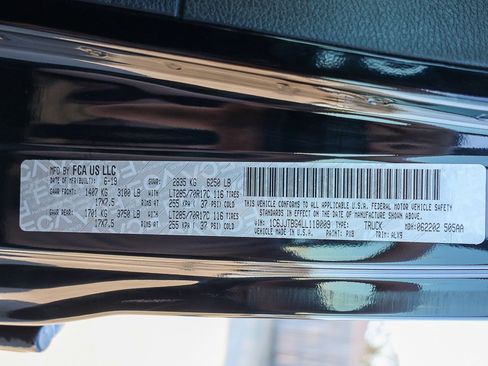 MFD BY FCA US LLC
DATE OF MFR/BUILT: 6-19 GVWR: 2835 KG 6250 LB
GAWR FRONT: 1407 KG 3100 LB WITH LT285/70R17C 116 TIRES
17X7.5 RIMS AT 255 KPA( 37 PSI) COLD
GAWR REAR: 1701 KG 3750 LB WITH LT285/70R17C 116 TIRES
17X7.5 RIMS AT 255 KPA( 37 PSI) COLD
THIS VEHICLE CONFORMS TO ALL APPLICABLE
U.S.A. FEDERAL MOTOR VEHICLE SAFETY
STANDARDS IN EFFECT ON THE
DATE OF MANUFACTURE SHOWN ABOVE.
VIN: 1C6JJTBG4LL118009 TYPE: TRUCK MDH: 062202 505AA
VEHICLE MADE IN U.S.A. PAINT: PX8 TRIM: ALX9